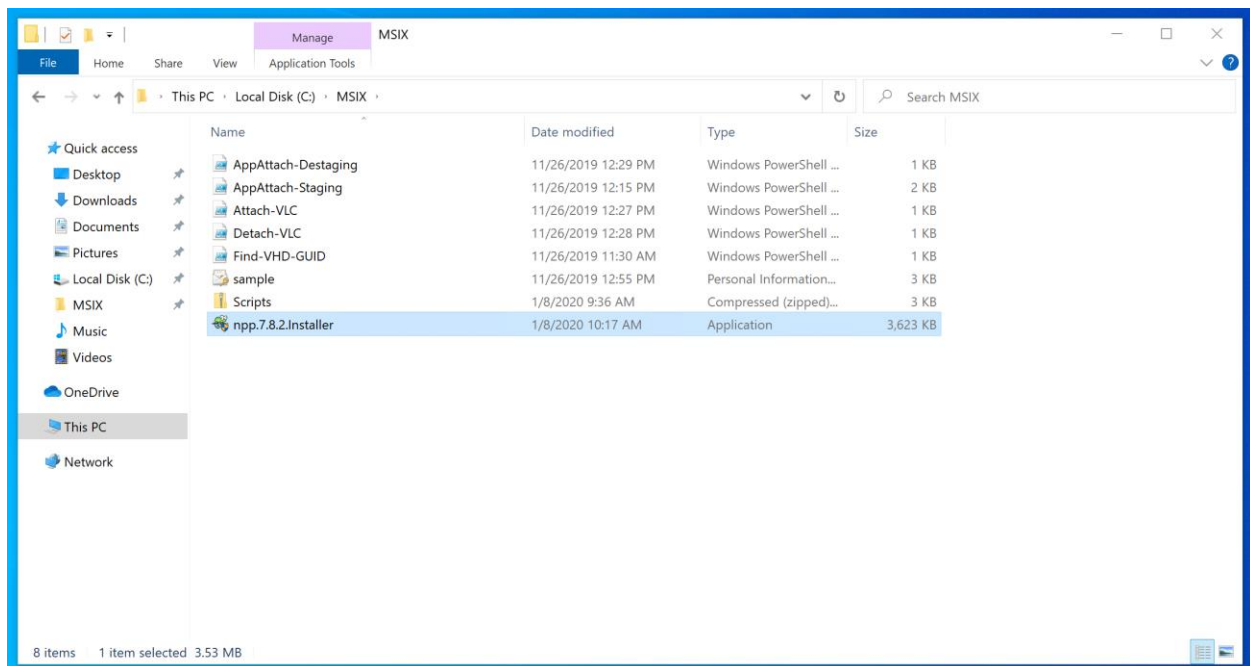 Manage MSIX
File Home Share View Application Tools
This PC Local Disk (C:) MSIX Search MSIX
Name Date modified Type Size
Quick access
Desktop
Downloads
Documents
Pictures
Local Disk (C:)
MSIX
Music
Videos
OneDrive
This PC
Network
AppAttach-Destaging 11/26/2019 12:29 PM Windows PowerShell ... 1 KB
AppAttach-Staging 11/26/2019 12:15 PM Windows PowerShell ... 2 KB
Attach-VLC 11/26/2019 12:27 PM Windows PowerShell ... 1 KB
Detach-VLC 11/26/2019 12:28 PM Windows PowerShell ... 1 KB
Find-VHD-GUID 11/26/2019 11:30 AM Windows PowerShell ... 1 KB
sample 11/26/2019 12:55 PM Personal Information... 3 KB
Scripts 1/8/2020 9:36 AM Compressed (zipped)... 3 KB
npp.7.8.2.Installer 1/8/2020 10:17 AM Application 3,623 KB
8 items 1 item selected 3.53 MB